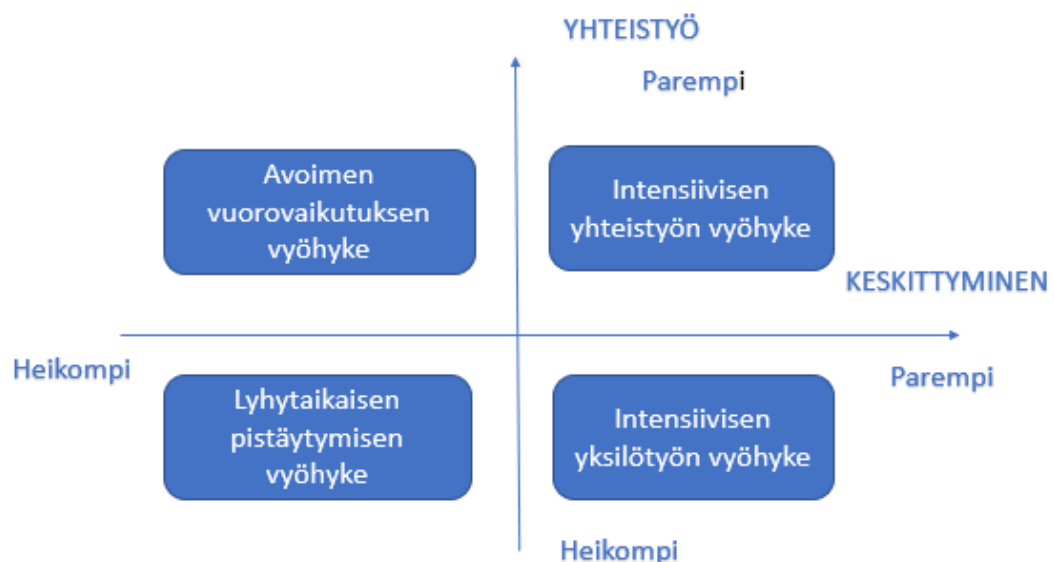 YHTEISTYÖ
Parempi
Avoimen
vuorovaikutuksen
vyöhyke
Intensiivisen
yhteistyön vyöhyke
KESKITTYMINEN
Heikompi
Parempi
Lyhytaikaisen
pistäytymisen
vyöhyke
Intensiivisen
yksilötyön vyöhyke
Heikompi